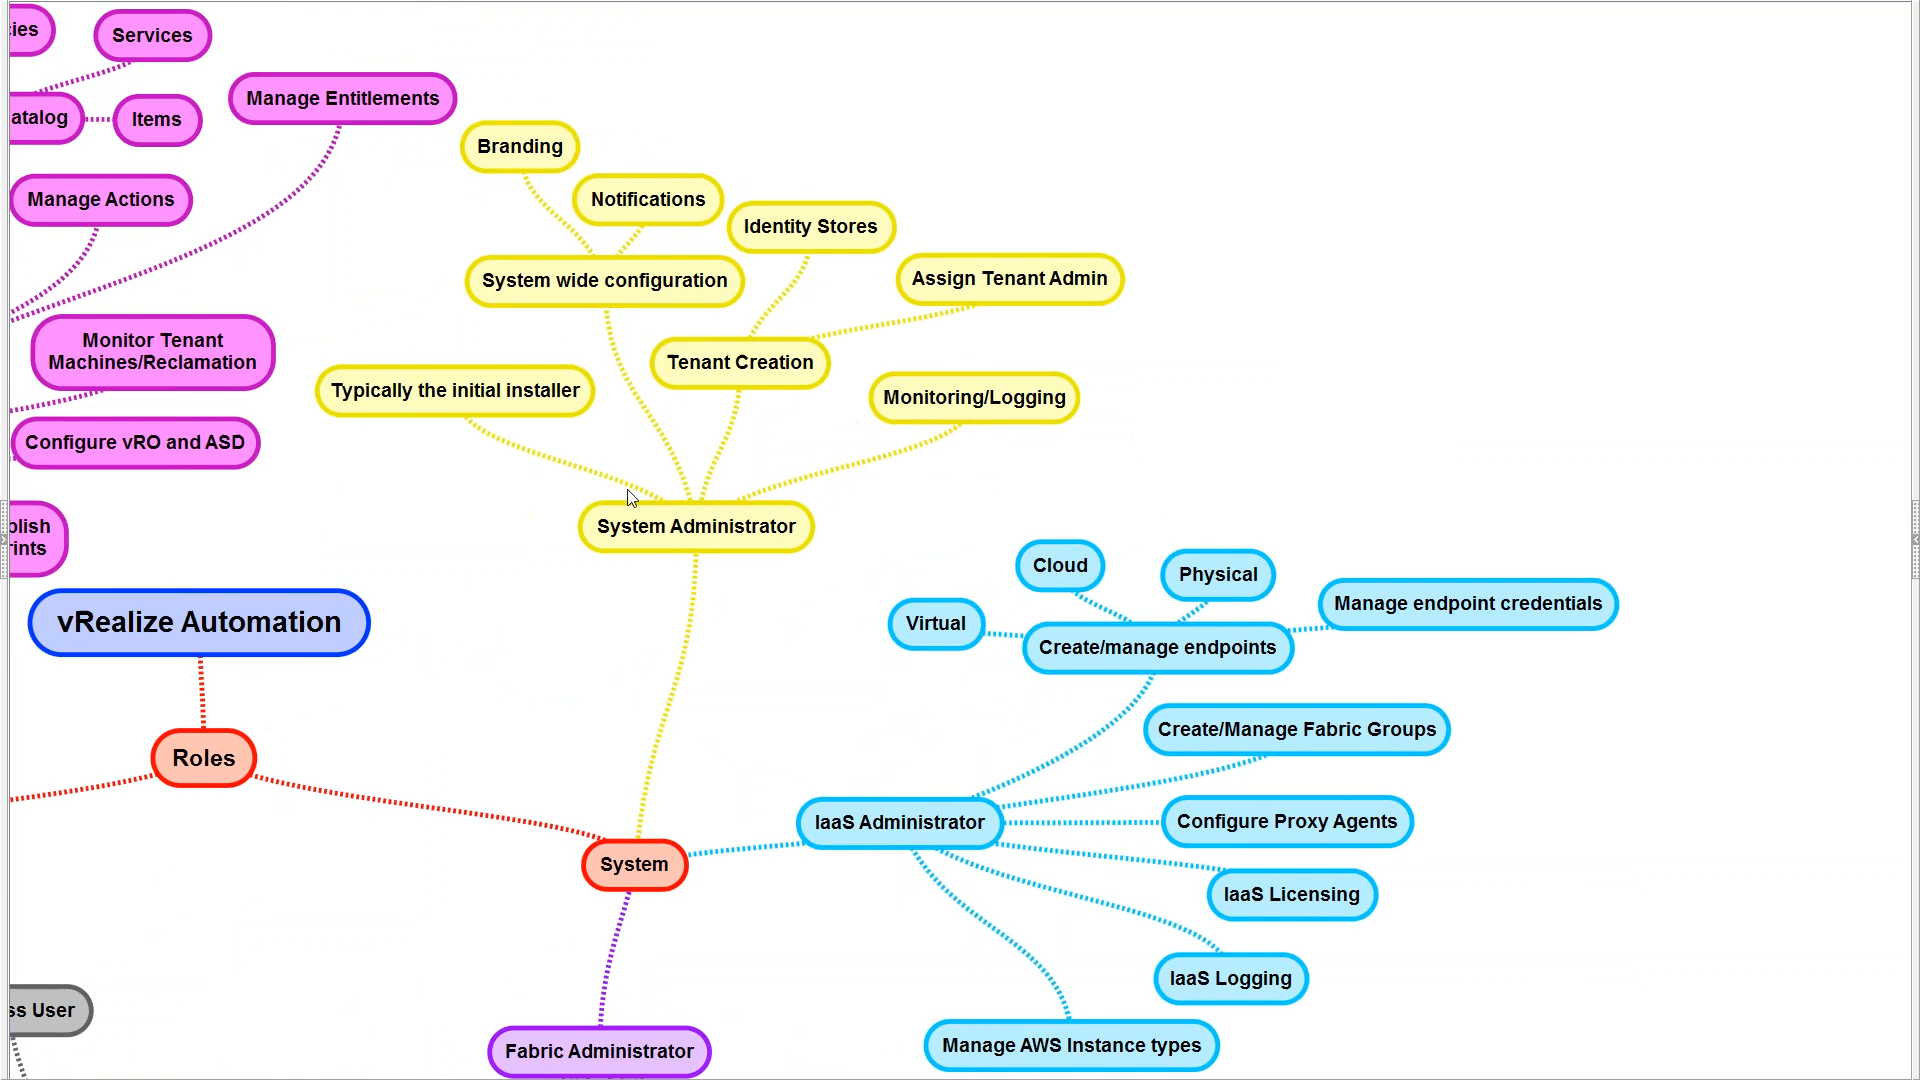 Services
Manage Entitlements
Items
Branding
Manage Actions
Notifications
Identity Stores
System wide configuration
Assign Tenant Admin
Monitor Tenant
Machines/Reclamation
Tenant Creation
Typically the initial installer
Monitoring/Logging
Configure vRO and ASD
System Administrator
Cloud
Physical
Manage endpoint credentials
Virtual
Create/manage endpoints
vRealize Automation
Create/Manage Fabric Groups
Roles
IaaS Administrator
Configure Proxy Agents
System
IaaS Licensing
IaaS Logging
User
Fabric Administrator
Manage AWS Instance types